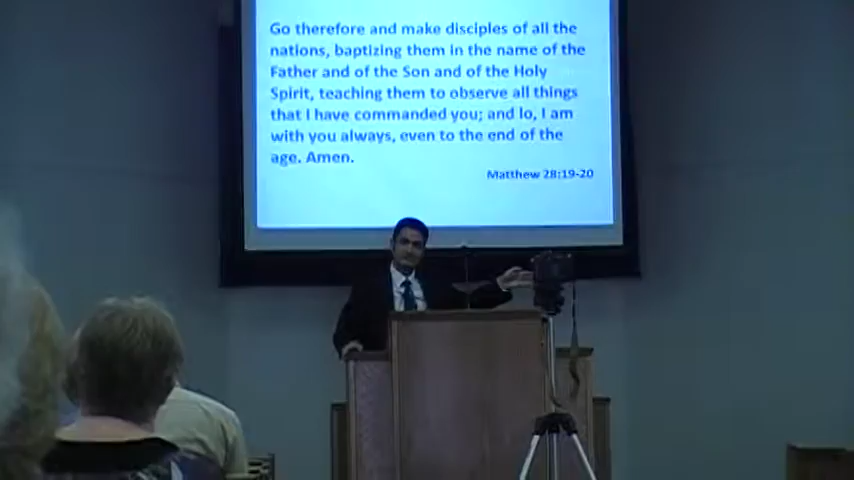 Go therefore and make disciples of all the
nations, baptizing them in the name of the
Father and of the Son and of the Holy
Spirit, teaching them to observe all things
that I have commanded you; and lo, I am
with you always, even to the end of the
age. Amen.
Matthew 28:19-20